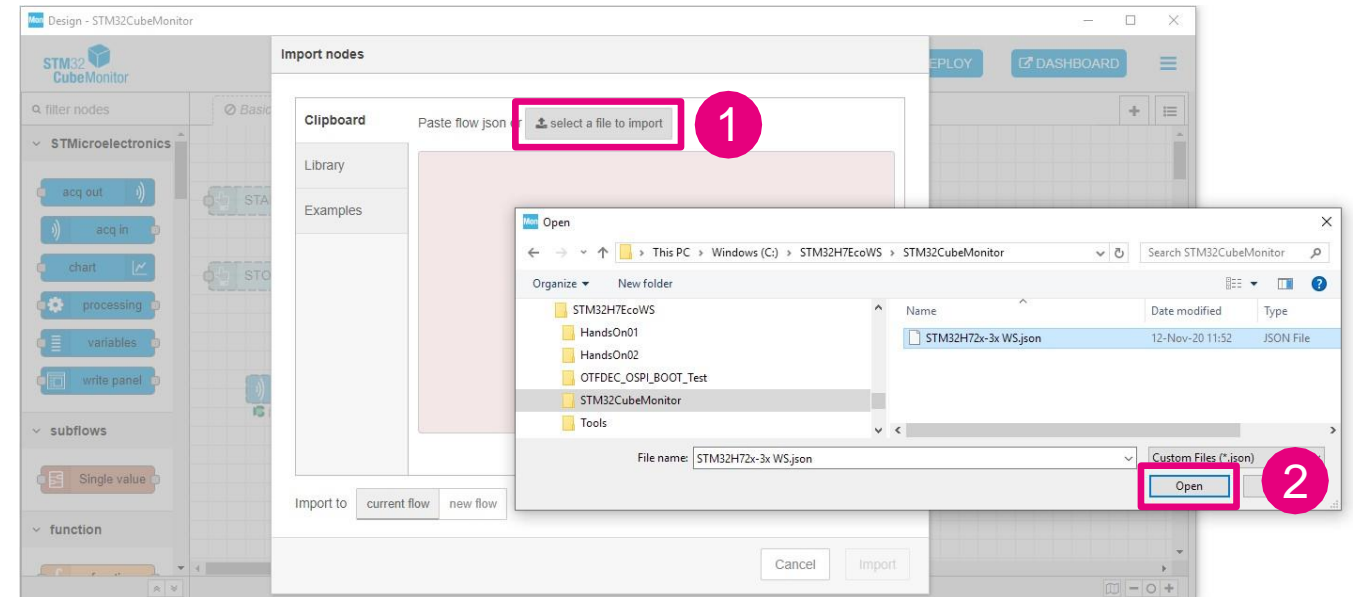 Design - STM32CubeMonitor
STM32
CubeMonitor
Import nodes
EPLOY
DASHBOARD
filter nodes
Basic
STMicroelectronics
acq out
acq in
chart
processing
variables
write panel
subflows
Single value
function
STA
STO
Clipboard
Paste flow json or
select a file to import
1
Library
Examples
Import to
current flow
new flow
Cancel
Import
Mon Open
This PC > Windows (C:) > STM32H7EcoWS > STM32CubeMonitor
Search STM32CubeMonitor
Organize
New folder
STM32H7EcoWS
HandsOn01
HandsOn02
OTFDEC_OSPI_BOOT_Test
STM32CubeMonitor
Tools
Name
Date modified
Type
STM32H72x-3x WS.json
12-Nov-20 11:52
JSON File
File name:
STM32H72x-3x WS.json
Custom Files (*.json)
Open
2